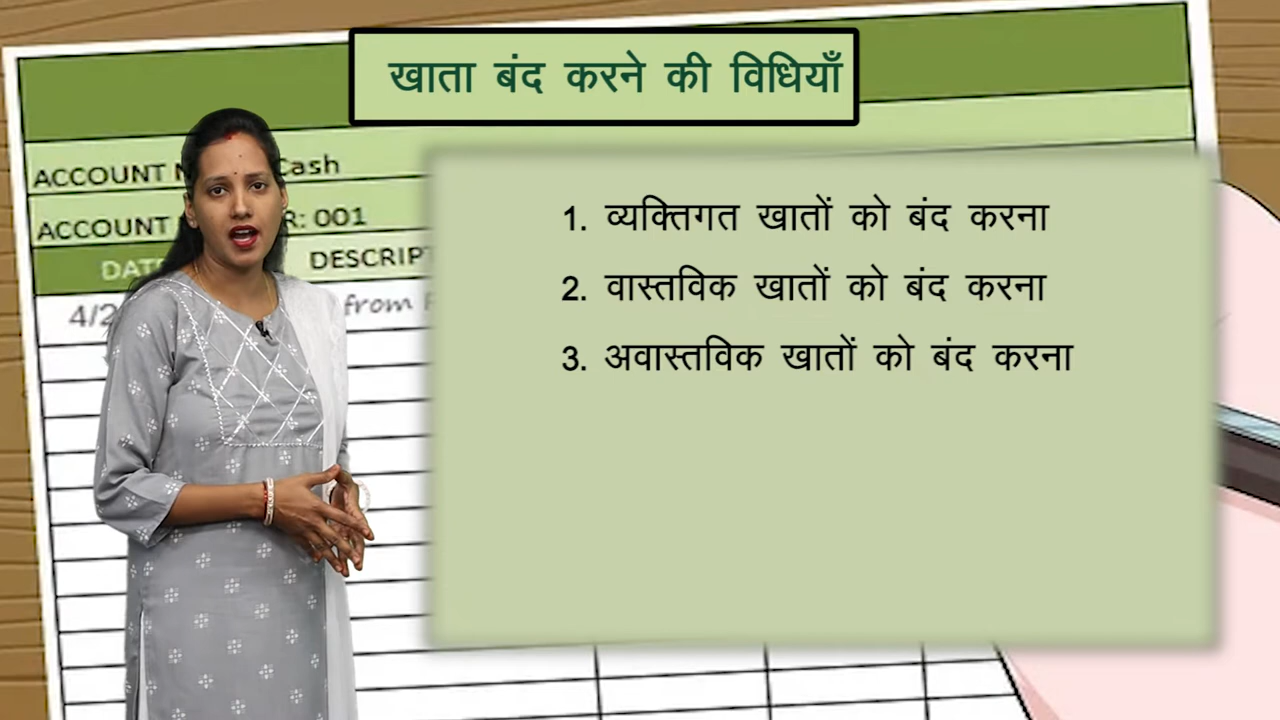 खाता बंद करने की विधियाँ
ACCOUNT Cash
ACCOUNT R: 001
DESCRIPT
4/2 from
1. व्यक्तिगत खातों को बंद करना
2. वास्तविक खातों को बंद करना
3. अवास्तविक खातों को बंद करना